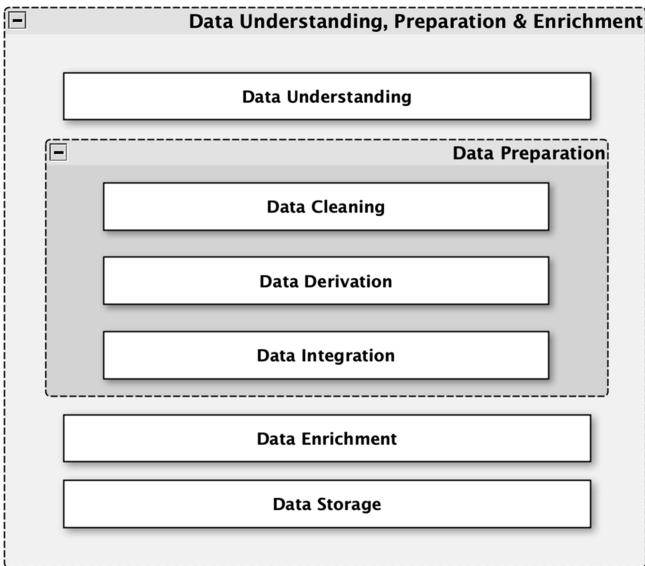 Data Understanding, Preparation & Enrichment
Data Understanding
Data Preparation
Data Cleaning
Data Derivation
Data Integration
Data Enrichment
Data Storage